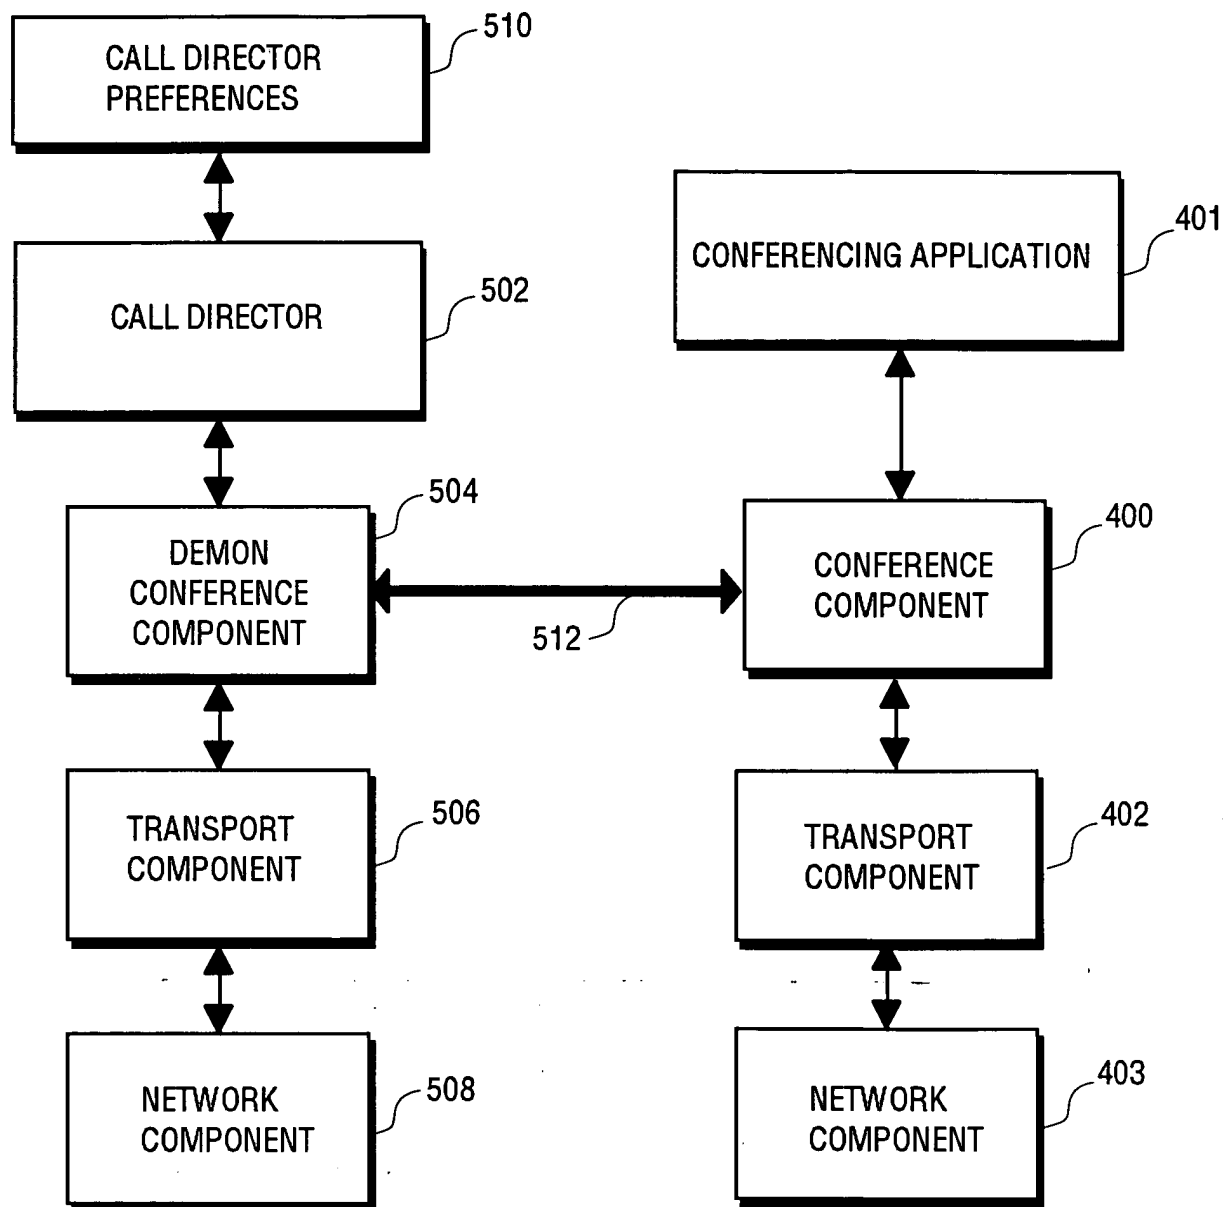 CALL DIRECTOR
PREFERENCES
510
CALL DIRECTOR
502
CONFERENCING APPLICATION
401
DEMON
CONFERENCE
COMPONENT
504
512
CONFERENCE
COMPONENT
400
TRANSPORT
COMPONENT
506
TRANSPORT
COMPONENT
402
NETWORK
COMPONENT
508
NETWORK
COMPONENT
403